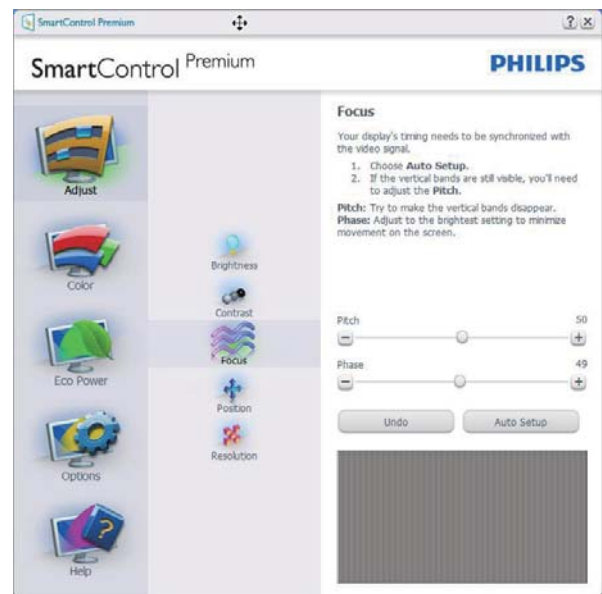 SmartControl Premium
? x
SmartControl Premium
PHILIPS
Adjust
Color
Eco Power
Options
Help
Brightness
Contrast
Focus
Position
Resolution
Focus
Your display's timing needs to be synchronized with
the video signal.
1. Choose Auto Setup.
2. If the vertical bands are still visible, you'll need
to adjust the Pitch.
Pitch: Try to make the vertical bands disappear.
Phase: Adjust to the brightest setting to minimize
movement on the screen.
Pitch 50
Phase 49
Undo Auto Setup